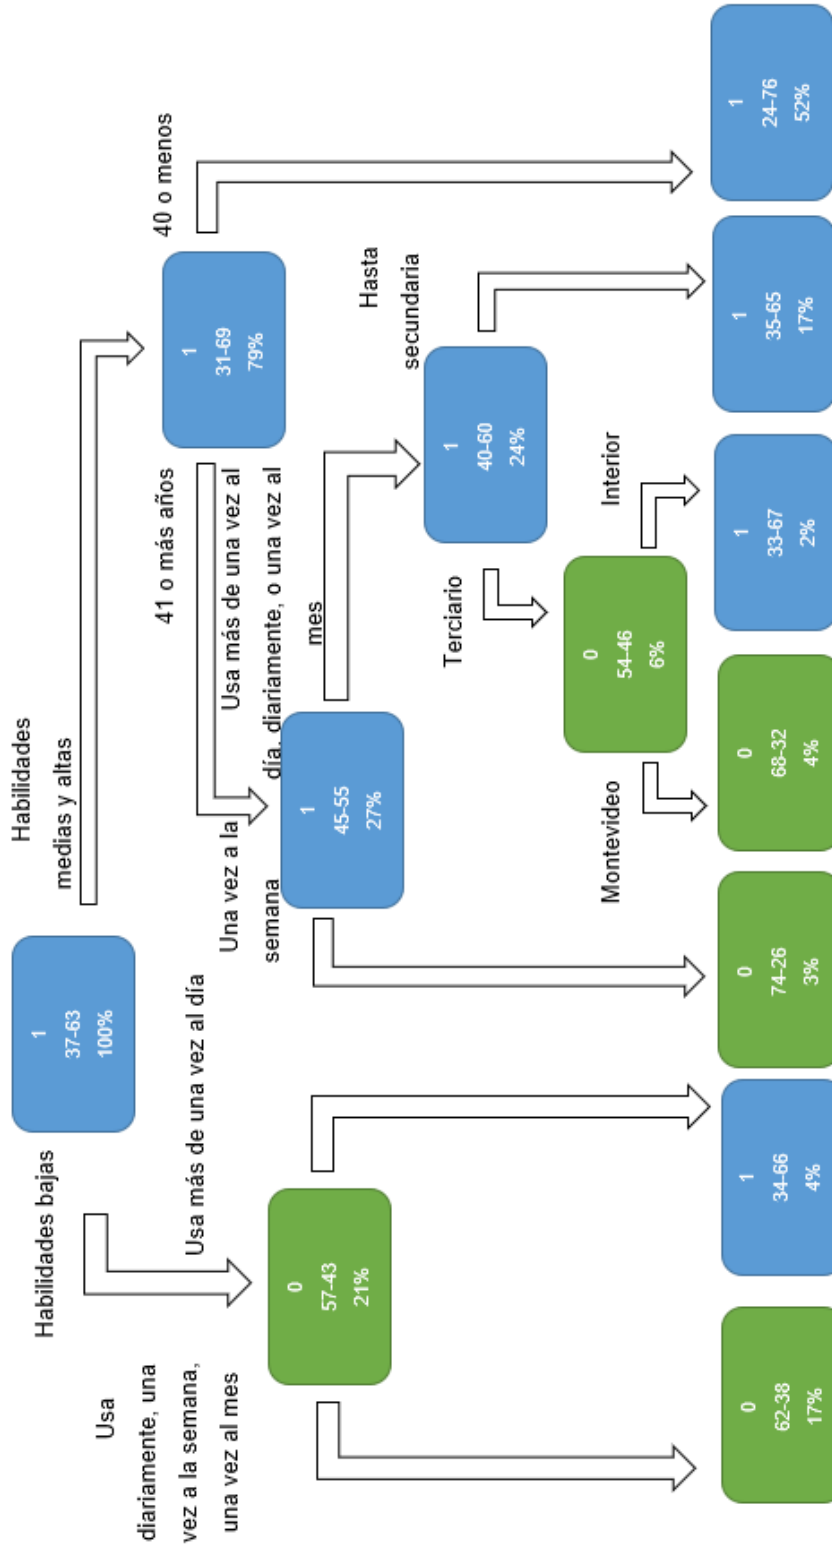 1
37-63
100%
Habilidades bajas
Habilidades
medias y altas
1
31-69
79%
41 o más años
40 o menos
Usa
diariamente, una
vez a la semana,
una vez al mes
Usa más de una vez al día
0
57-43
21%
Una vez a la
semana
Usa más de una vez al
día, diariamente, o una vez al
mes
1
45-55
27%
Hasta
secundaria
1
40-60
24%
Terciario
0
54-46
6%
Montevideo
Interior
0
62-38
17%
1
34-66
4%
0
74-26
3%
0
68-32
4%
1
33-67
2%
1
35-65
17%
1
24-76
52%